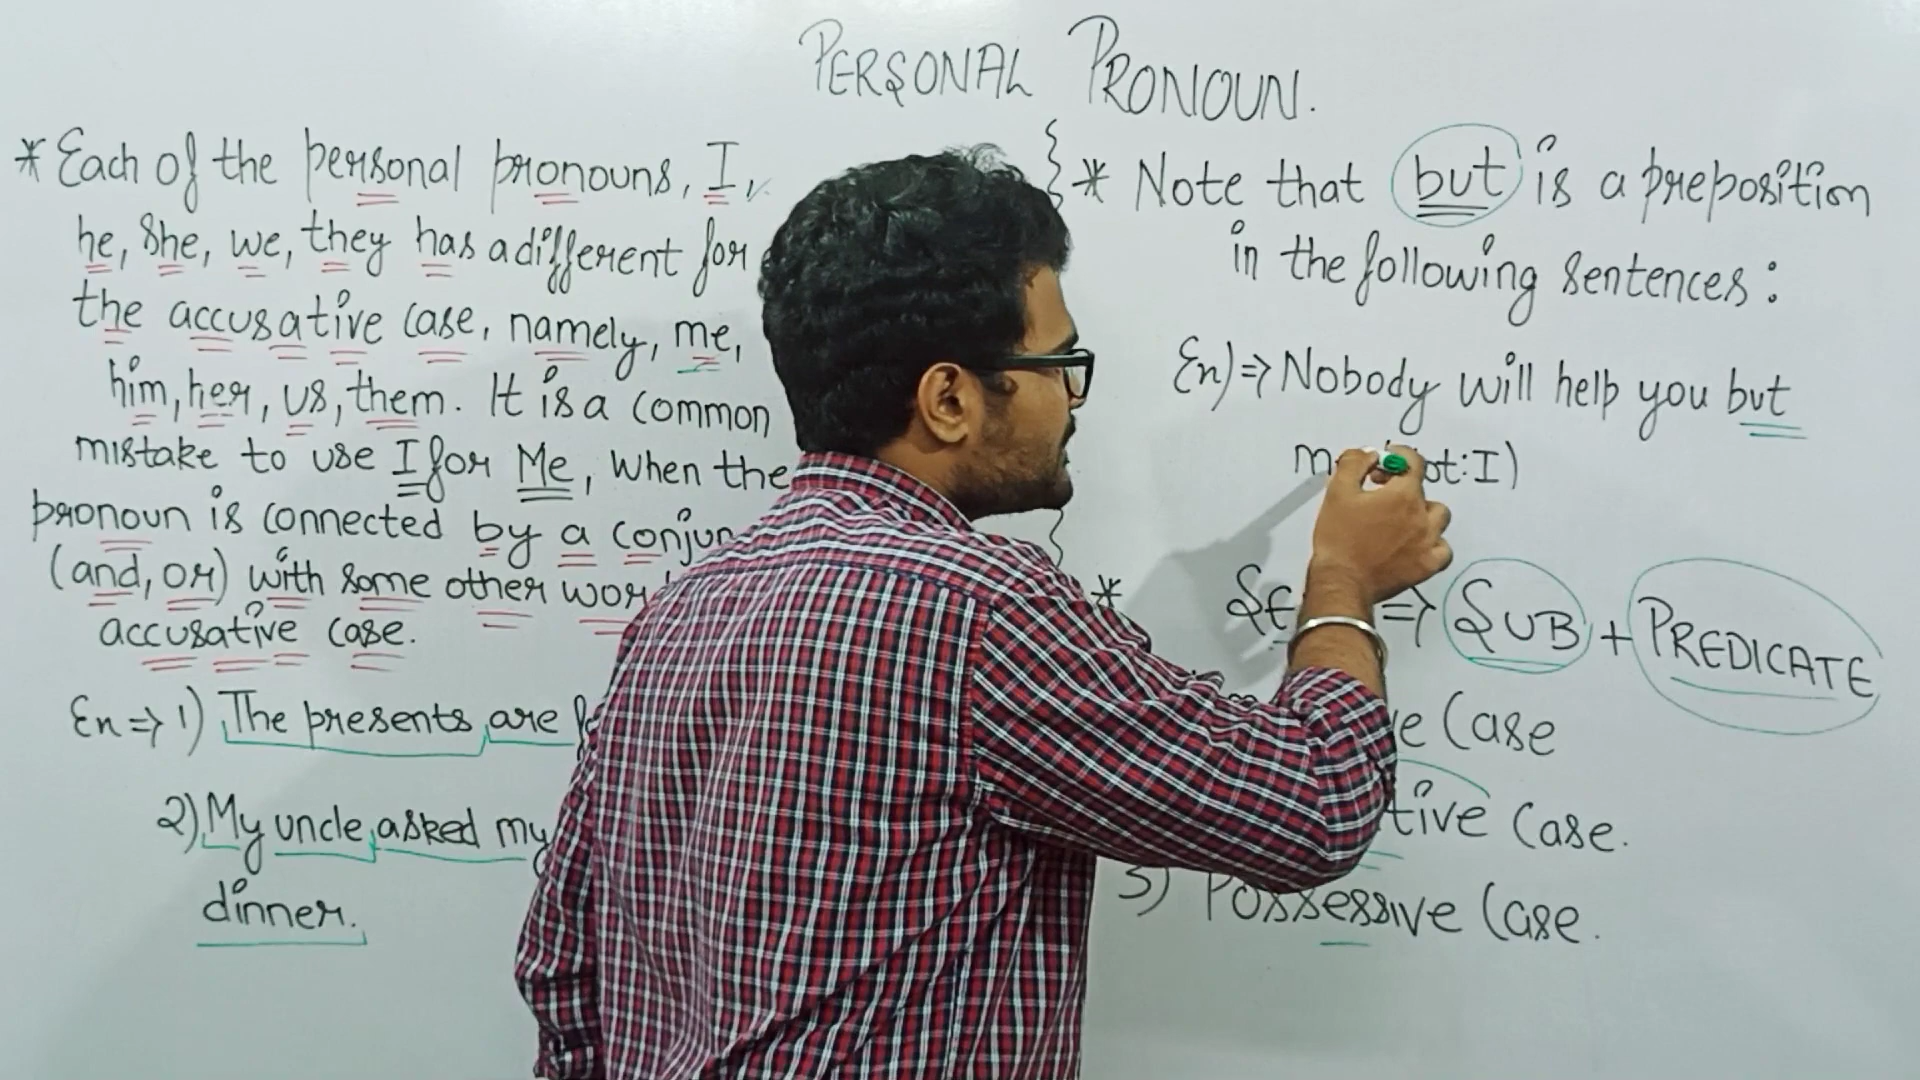 PERSONAL PRONOUN.
* Each of the personal pronouns, I,
he, she, we, they has a different for
the accusative case, namely, me,
him, her, us, them. It is a common
mistake to use I for Me, when the
pronoun is connected by a
(and, or) with some other
accusative case.
En => 1) The presents are
2) My uncle asked my
dinner.
* Note that but is a preposition
in the following sentences:
En) => Nobody will help you but
I)
*
=> SUB + PREDICATE
Case
Case.
3) Possessive Case.